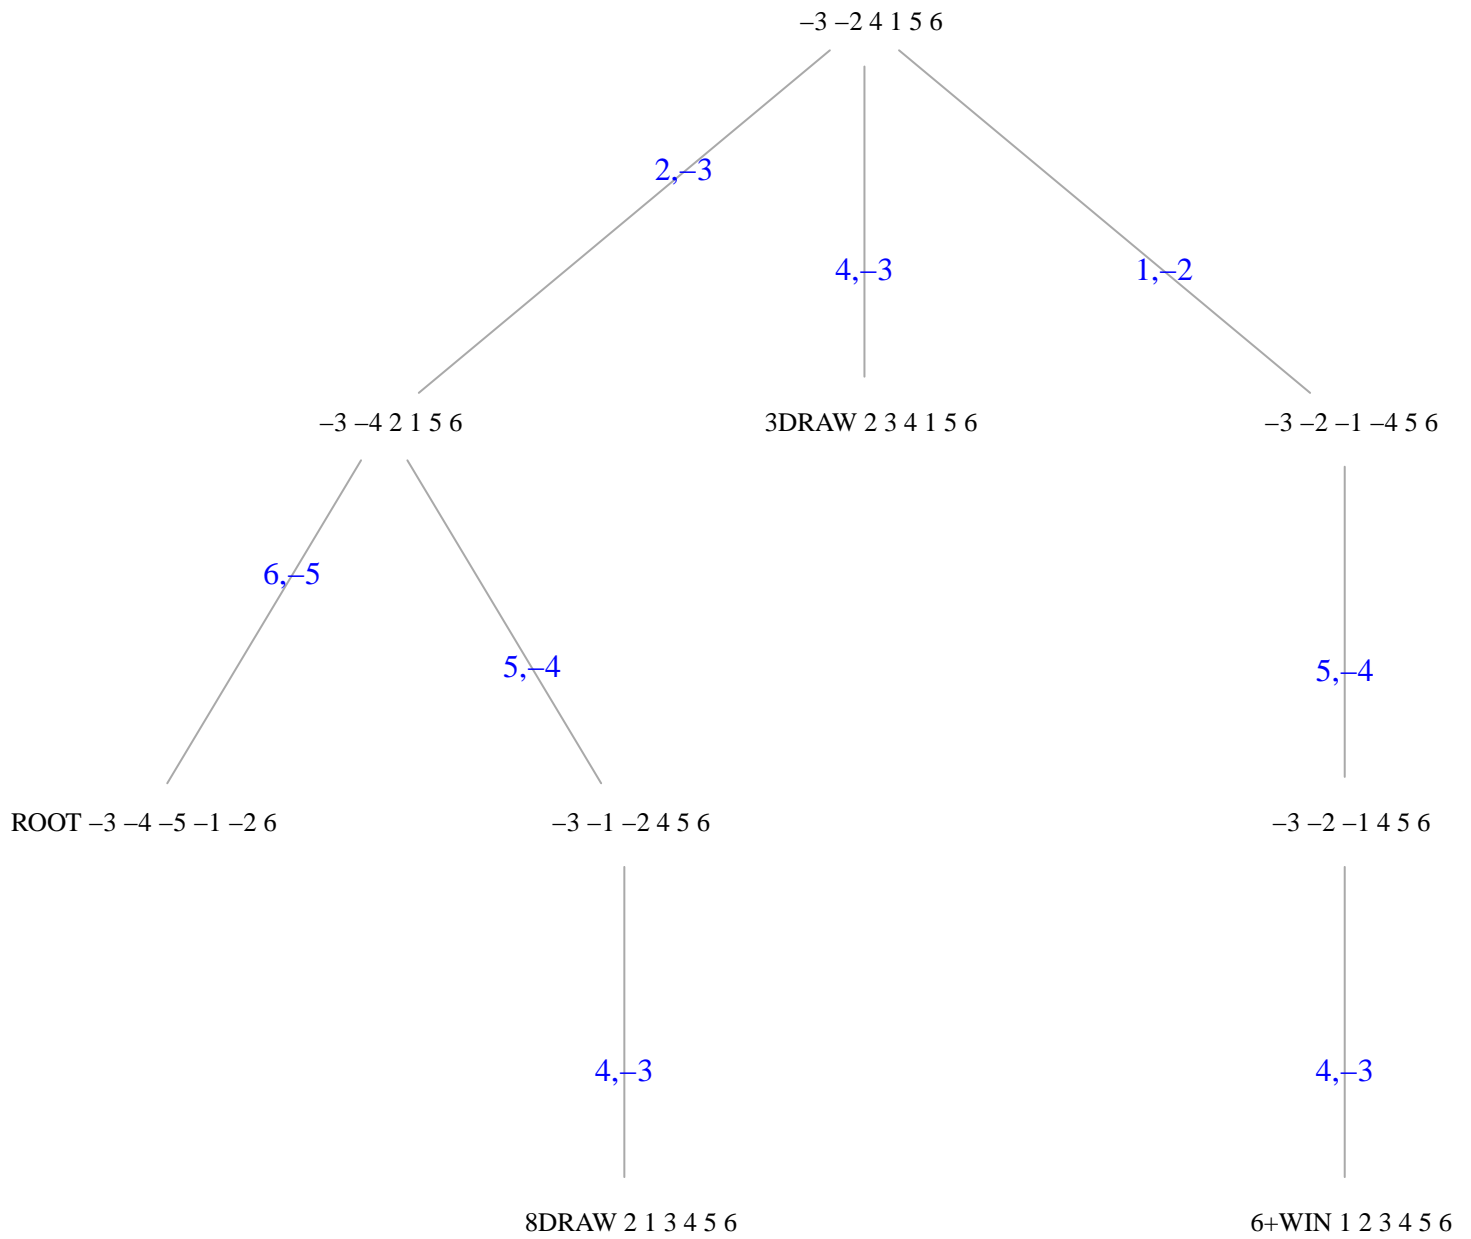 –3 –2 4 1 5 6
2,–3
4,–3
1,–2
–3 –4 2 1 5 6
3DRAW 2 3 4 1 5 6
–3 –2 –1 –4 5 6
6,–5
5,–4
5,–4
ROOT –3 –4 –5 –1 –2 6
–3 –1 –2 4 5 6
–3 –2 –1 4 5 6
4,–3
4,–3
8DRAW 2 1 3 4 5 6
6+WIN 1 2 3 4 5 6